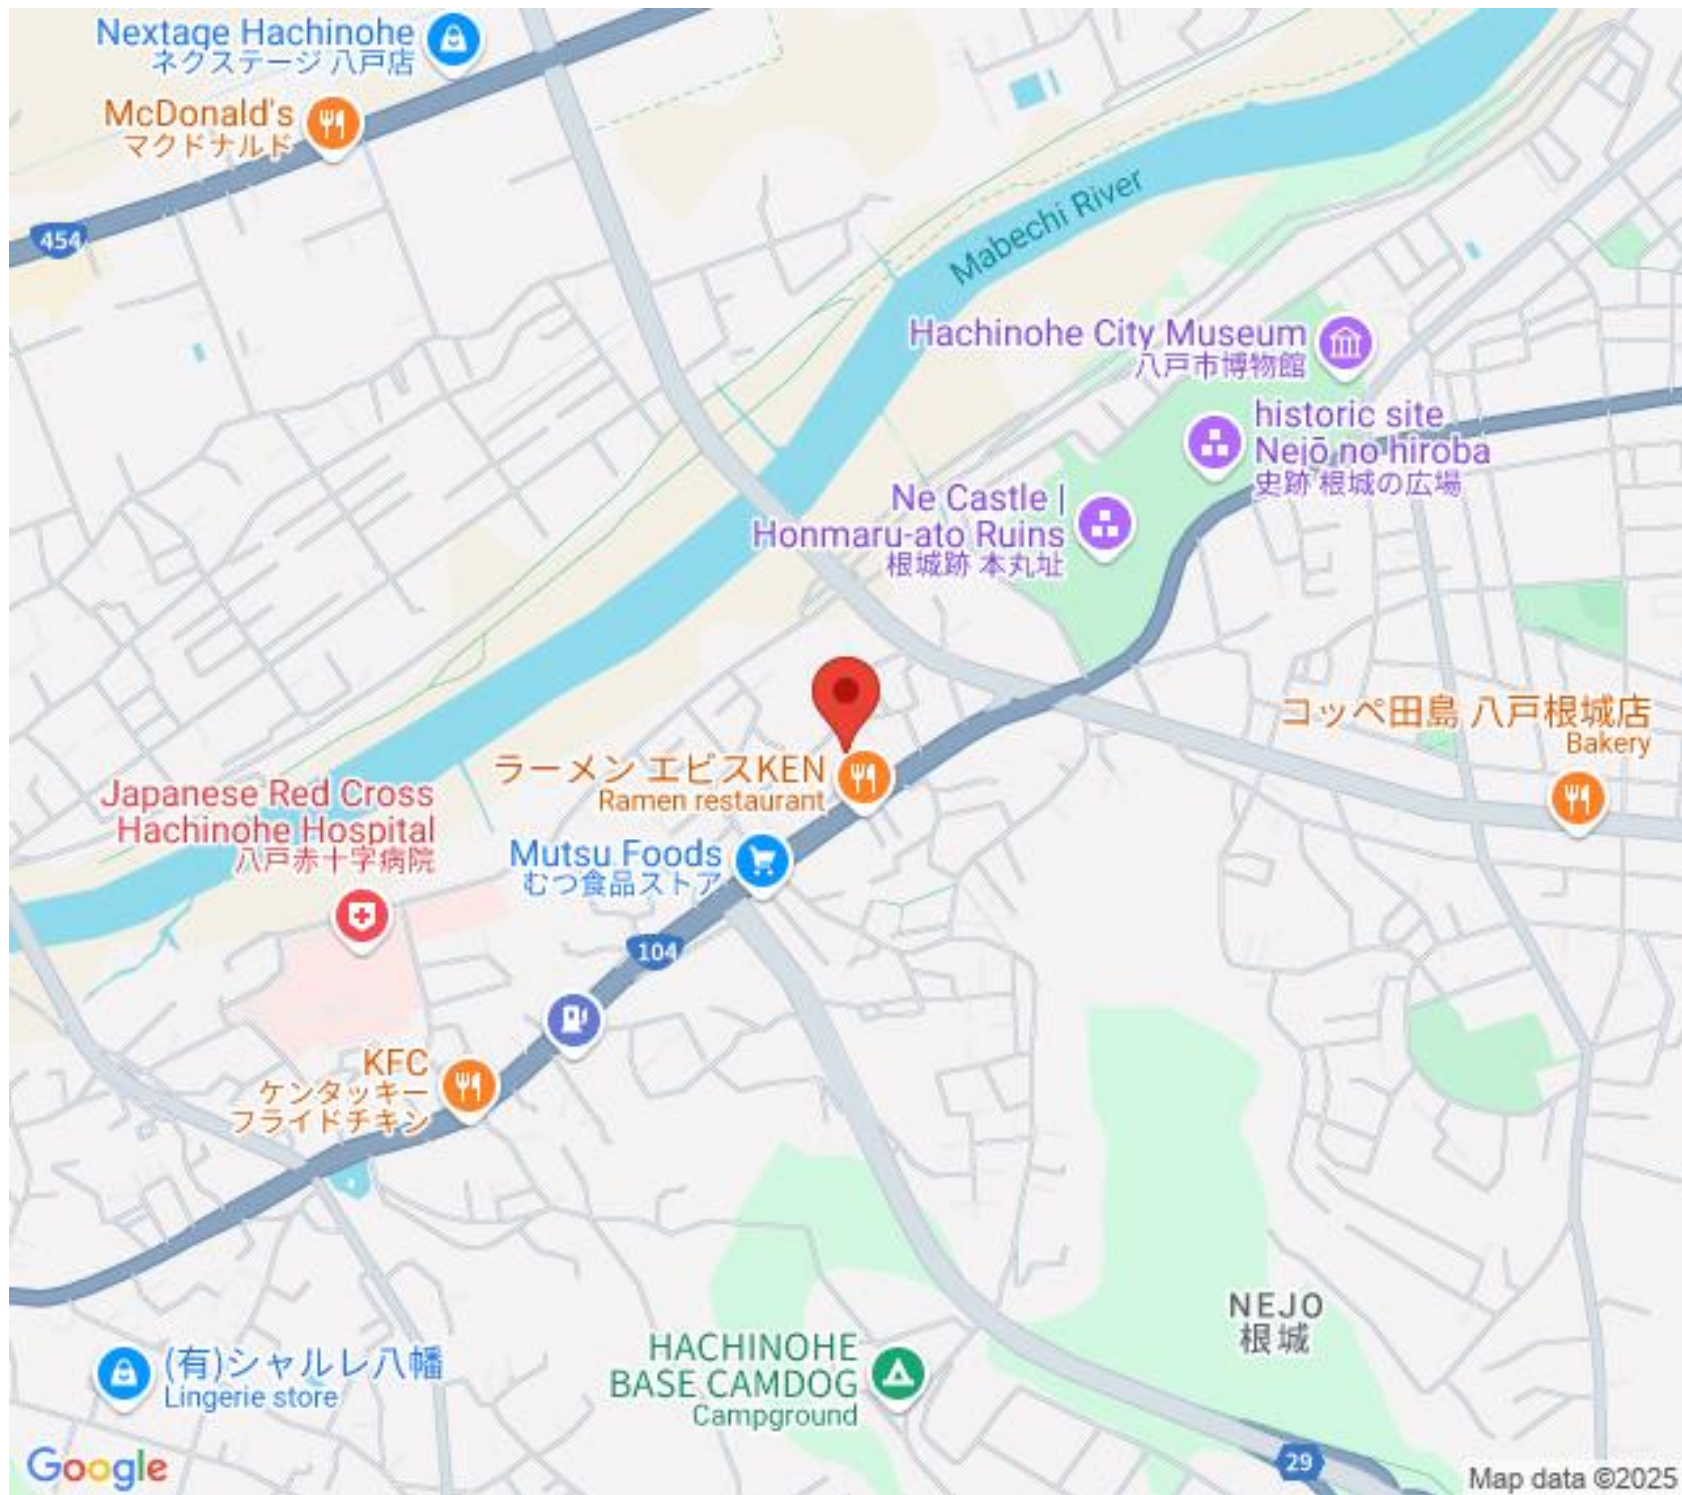 Nextage Hachinohe
ネクステージ 八戸店
McDonald's
マクドナルド
454
Mabechi River
Hachinohe City Museum
八戸市博物館
historic site
Nejō no hiroba
史跡 根城の広場
Ne Castle |
Honmaru-ato Ruins
根城跡 本丸址
コッペ田島 八戸根城店
Bakery
ラーメン エビスKEN
Ramen restaurant
Japanese Red Cross
Hachinohe Hospital
八戸赤十字病院
Mutsu Foods
むつ食品ストア
104
KFC
ケンタッキー
フライドチキン
NEJO
根城
HACHINOHE
BASE CAMDOG
Campground
(有)シャルレ八幡
Lingerie store
29
Google
Map data ©2025